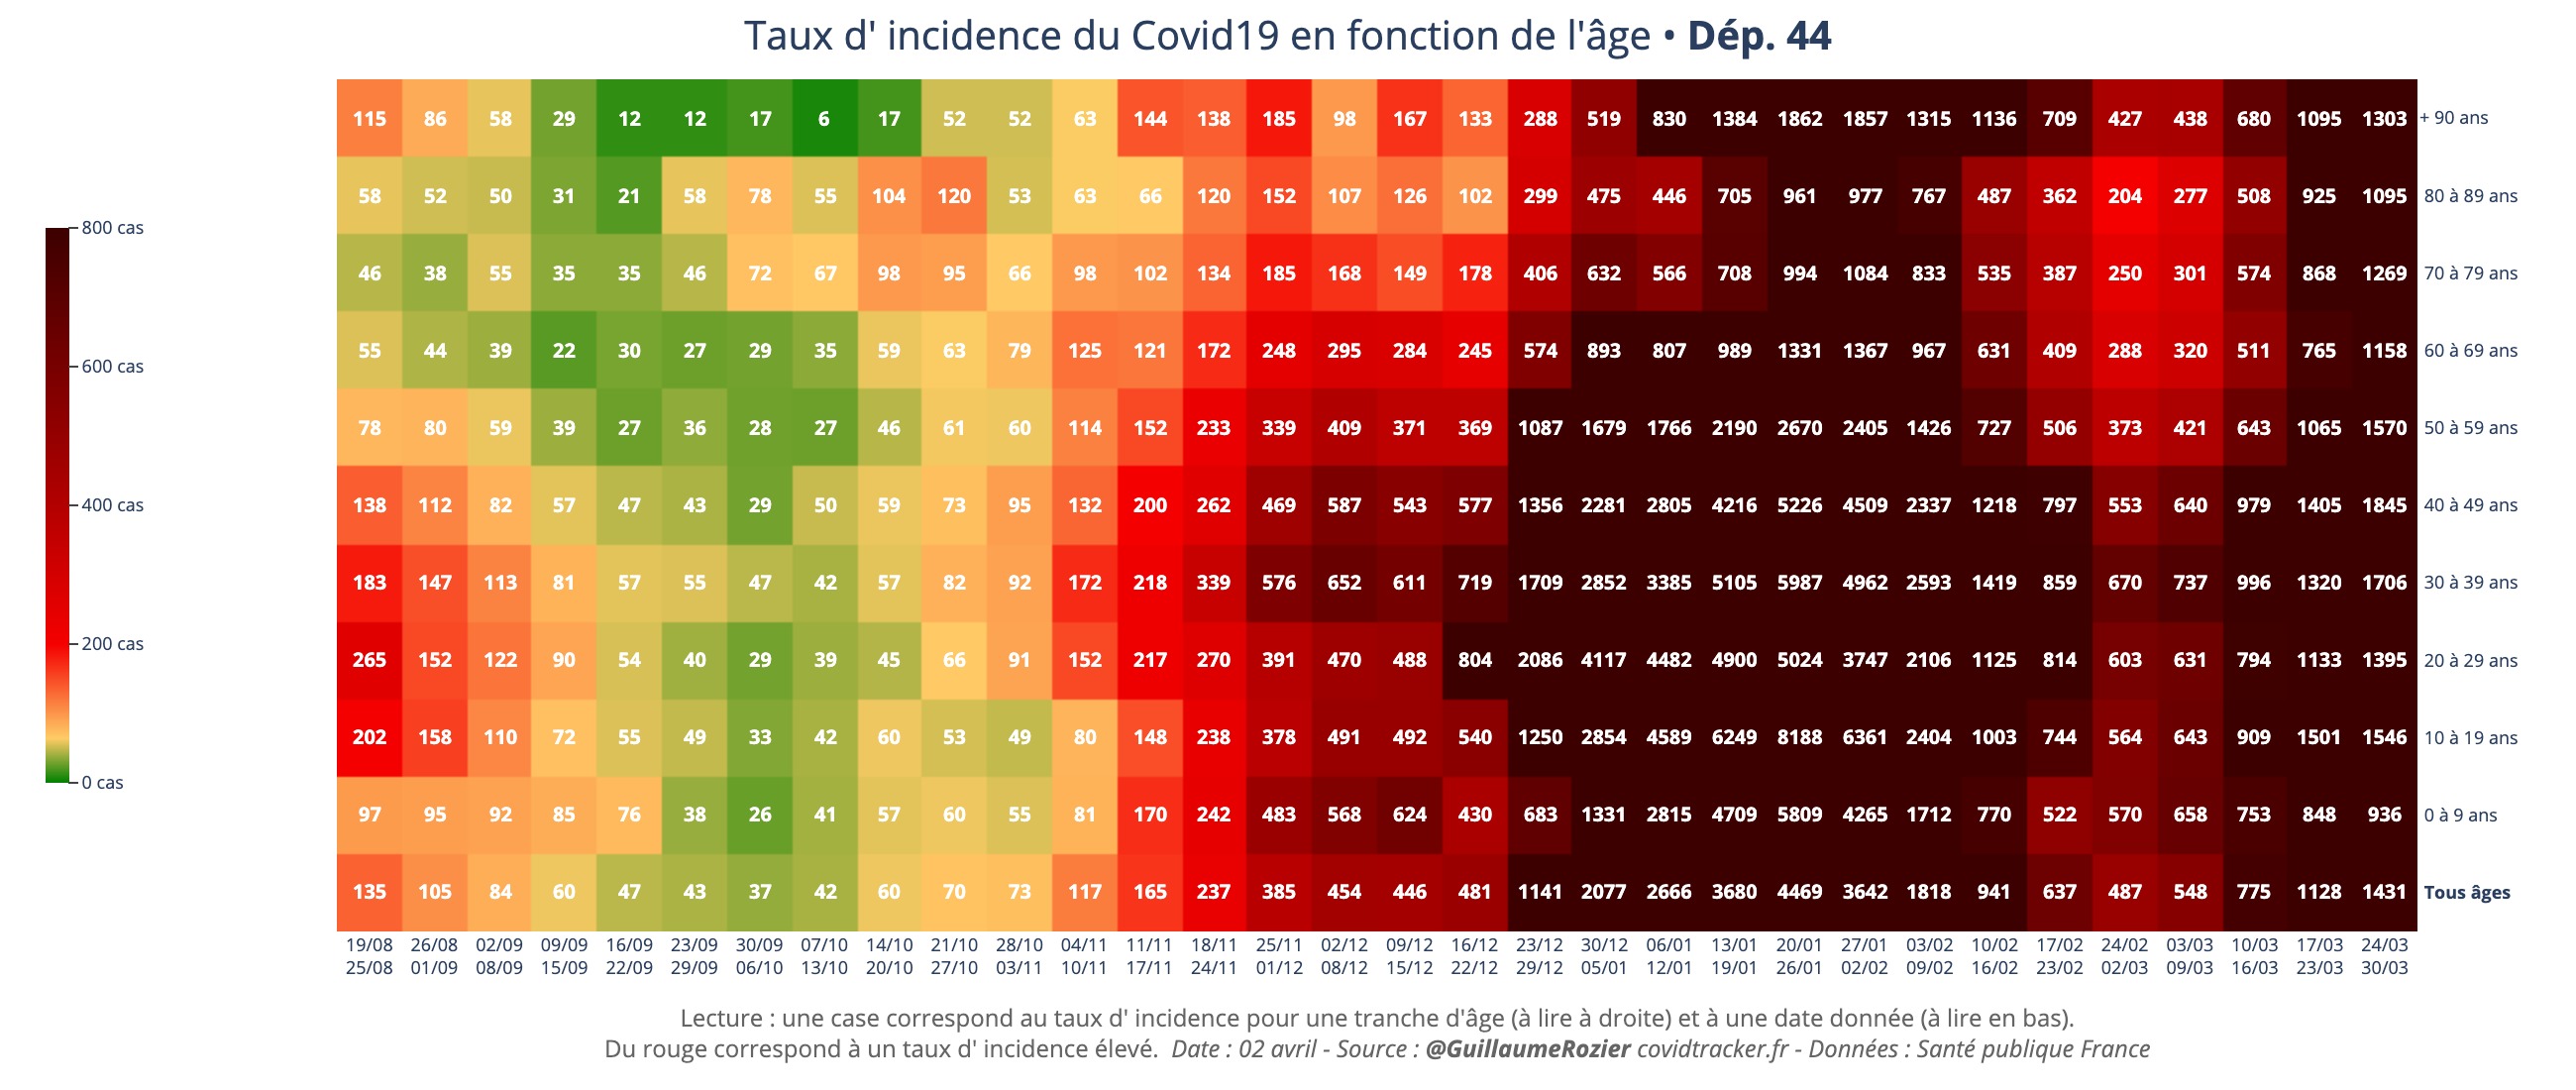 Taux d' incidence du Covid19 en fonction de l'âge • Dép. 44
115 86 58 29 12 12 17 6 17 52 52 63 144 138 185 98 167 133 288 519 830 1384 1862 1857 1315 1136 709 427 438 680 1095 1303 + 90 ans
58 52 50 31 21 58 78 55 104 120 53 63 66 120 152 107 126 102 299 475 446 705 961 977 767 487 362 204 277 508 925 1095 80 à 89 ans
800 cas
46 38 55 35 35 46 72 67 98 95 66 98 102 134 185 168 149 178 406 632 566 708 994 1084 833 535 387 250 301 574 868 1269 70 à 79 ans
55 44 39 22 30 27 29 35 59 63 79 125 121 172 248 295 284 245 574 893 807 989 1331 1367 967 631 409 288 320 511 765 1158 60 à 69 ans
600 cas
78 80 59 39 27 36 28 27 46 61 60 114 152 233 339 409 371 369 1087 1679 1766 2190 2670 2405 1426 727 506 373 421 643 1065 1570 50 à 59 ans
400 cas
138 112 82 57 47 43 29 50 59 73 95 132 200 262 469 587 543 577 1356 2281 2805 4216 5226 4509 2337 1218 797 553 640 979 1405 1845 40 à 49 ans
183 147 113 81 57 55 47 42 57 82 92 172 218 339 576 652 611 719 1709 2852 3385 5105 5987 4962 2593 1419 859 670 737 996 1320 1706 30 à 39 ans
200 cas
265 152 122 90 54 40 29 39 45 66 91 152 217 270 391 470 488 804 2086 4117 4482 4900 5024 3747 2106 1125 814 603 631 794 1133 1395 20 à 29 ans
202 158 110 72 55 49 33 42 60 53 49 80 148 238 378 491 492 540 1250 2854 4589 6249 8188 6361 2404 1003 744 564 643 909 1501 1546 10 à 19 ans
0 cas
97 95 92 85 76 38 26 41 57 60 55 81 170 242 483 568 624 430 683 1331 2815 4709 5809 4265 1712 770 522 570 658 753 848 936 0 à 9 ans
135 105 84 60 47 43 37 42 60 70 73 117 165 237 385 454 446 481 1141 2077 2666 3680 4469 3642 1818 941 637 487 548 775 1128 1431 Tous âges
19/08 26/08 02/09 09/09 16/09 23/09 30/09 07/10 14/10 21/10 28/10 04/11 11/11 18/11 25/11 02/12 09/12 16/12 23/12 30/12 06/01 13/01 20/01 27/01 03/02 10/02 17/02 24/02 03/03 10/03 17/03 24/03
25/08 01/09 08/09 15/09 22/09 29/09 06/10 13/10 20/10 27/10 03/11 10/11 17/11 24/11 01/12 08/12 15/12 22/12 29/12 05/01 12/01 19/01 26/01 02/02 09/02 16/02 23/02 02/03 09/03 16/03 23/03 30/03
Lecture : une case correspond au taux d' incidence pour une tranche d'âge (à lire à droite) et à une date donnée (à lire en bas).
Du rouge correspond à un taux d' incidence élevé. Date : 02 avril - Source : @GuillaumeRozier covidtracker.fr - Données : Santé publique France